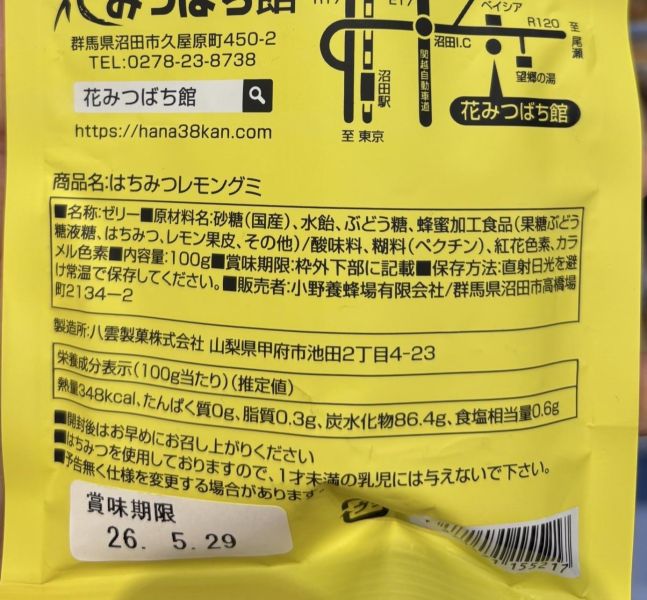 花みつばち館
群馬県沼田市久屋原町450-2
TEL:0278-23-8738
花みつばち館
https://hana38kan.com
ベイシア
R120
至 尾瀬
沼田I.C
望郷の湯
関越自動車道
沼田駅
花みつばち館
至 東京
商品名:はちみつレモングミ
■名称:ゼリー■原材料名:砂糖(国産)、水飴、ぶどう糖、蜂蜜加工食品(果糖ぶどう
糖液糖、はちみつ、レモン果皮、その他)/酸味料、糊料(ペクチン)、紅花色素、カラ
メル色素■内容量:100g■賞味期限:枠外下部に記載■保存方法:直射日光を避
け常温で保存してください。■販売者:小野養蜂場有限会社/群馬県沼田市高橋場
町2134ー2
製造所:八雲製菓株式会社 山梨県甲府市池田2丁目4-23
栄養成分表示(100g当たり)(推定値)
熱量348kcal、たんぱく質0g、脂質0.3g、炭水化物86.4g、食塩相当量0.6g
■開封後はお早めにお召し上がりください
■はちみつを使用しておりますので、1才未満の乳児には与えないで下さい。
■予告無く仕様を変更する場合があります
賞味期限
26. 5.29
155217